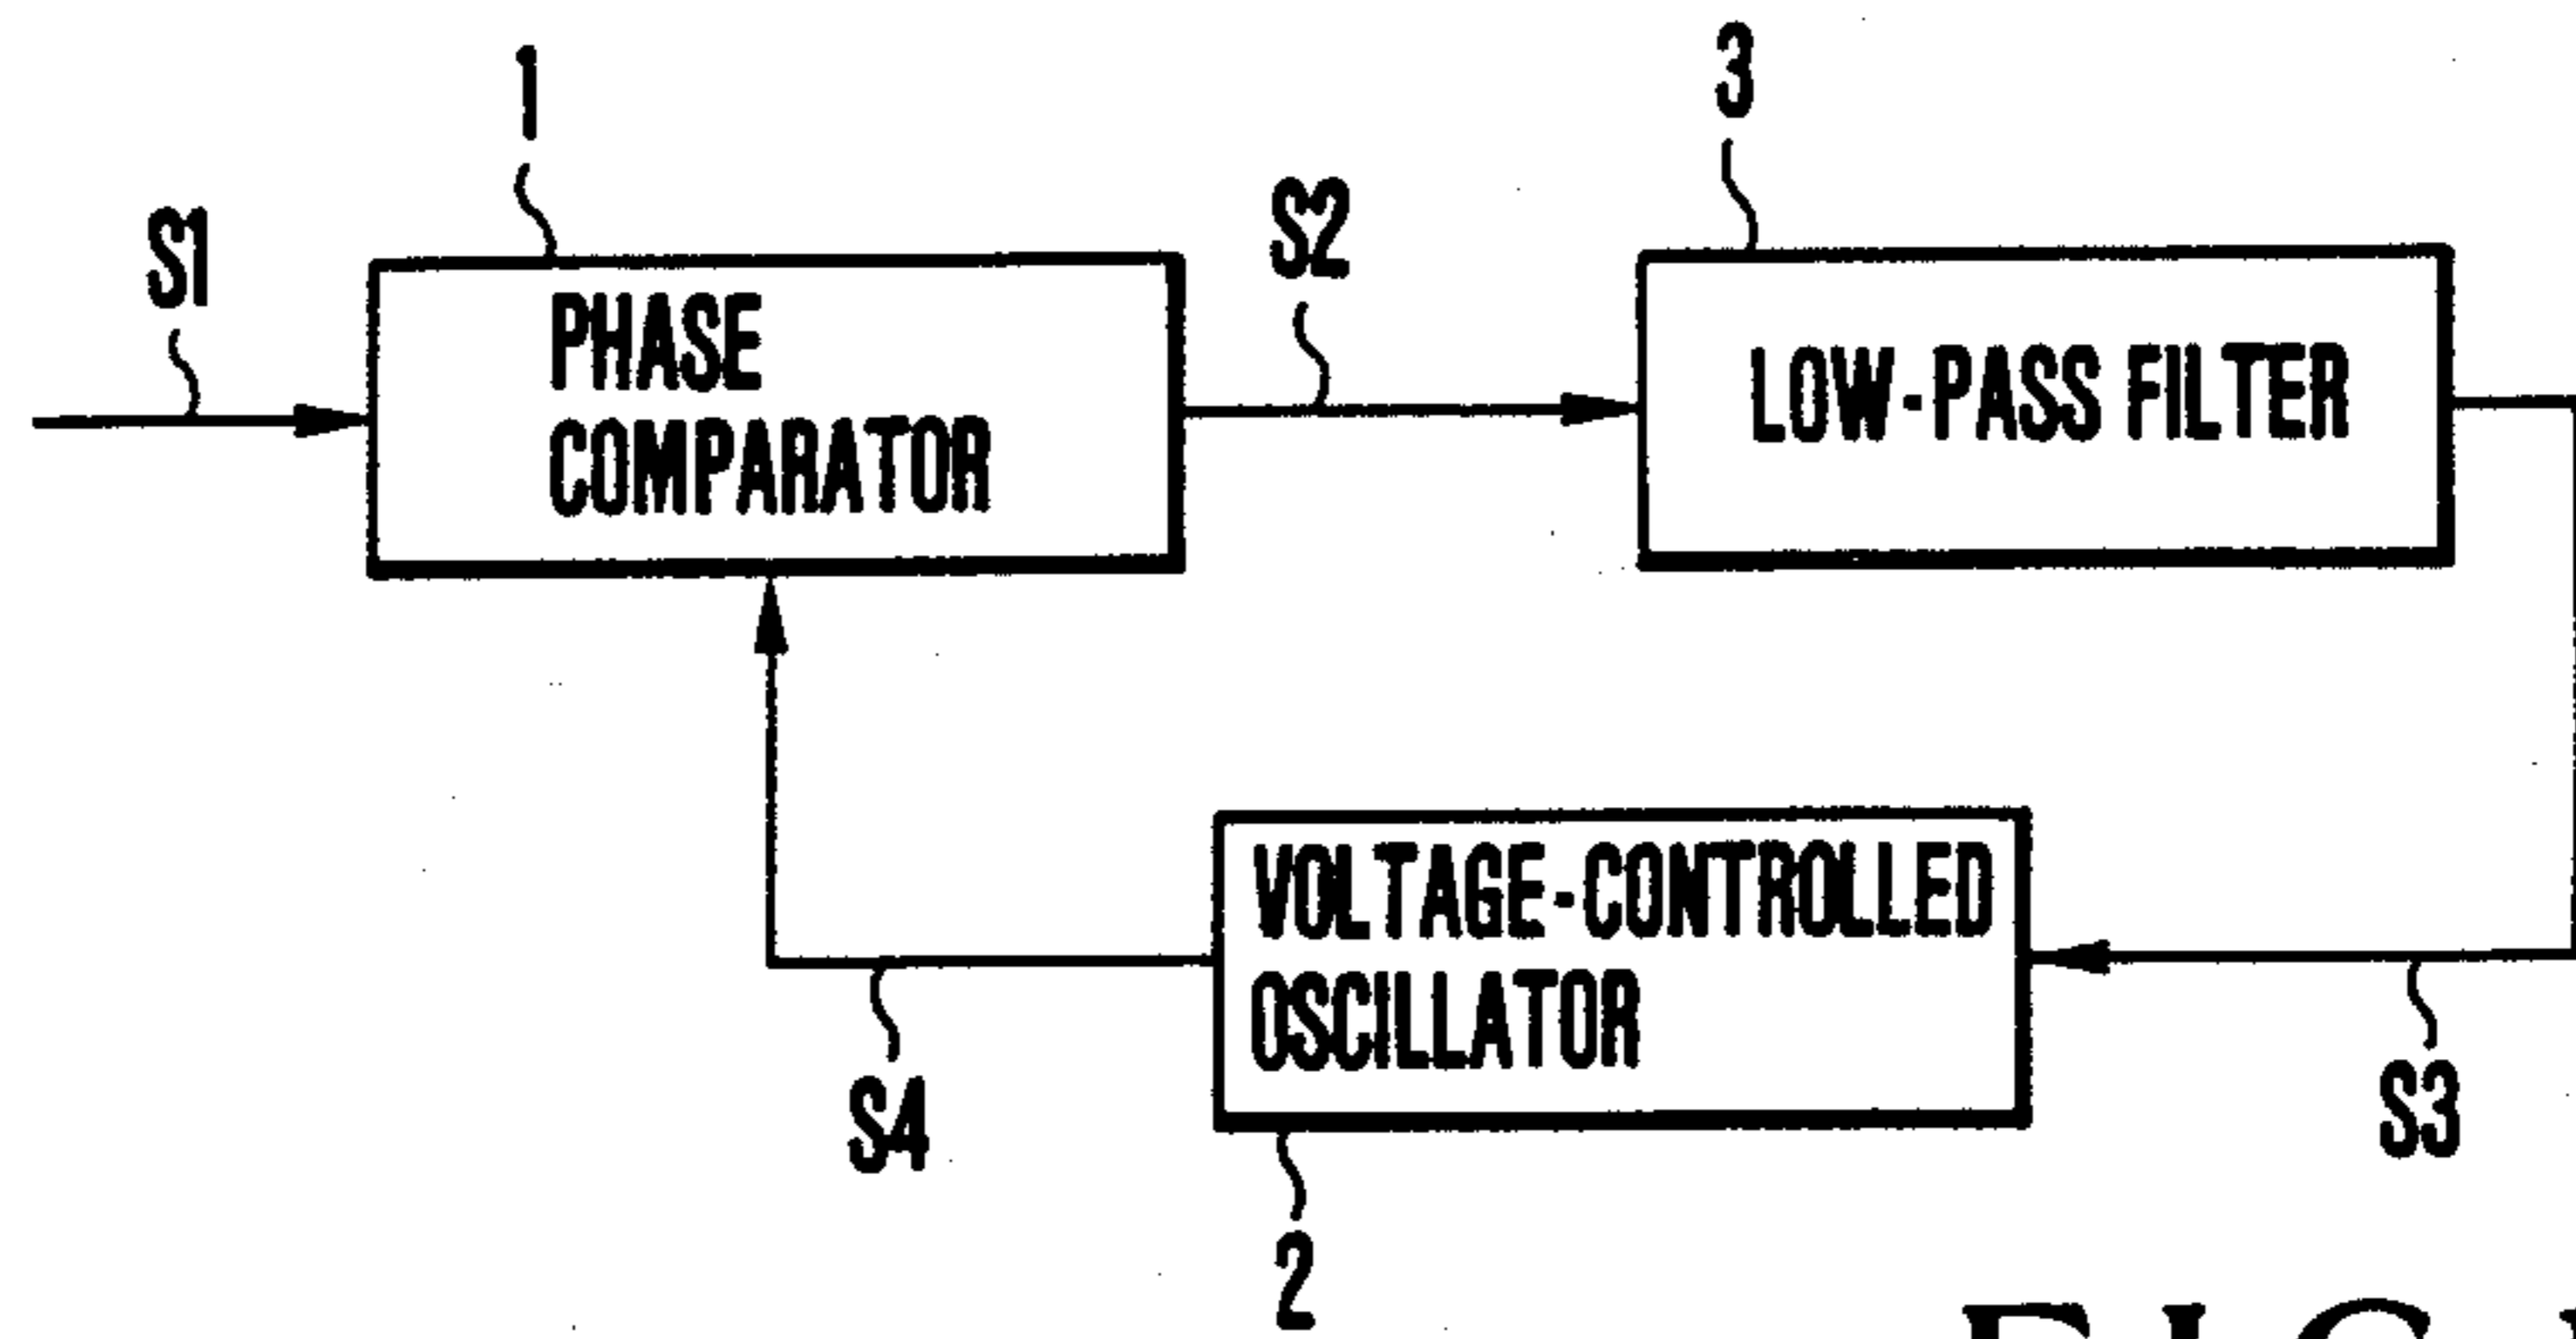 1
3
S1
S2
PHASE
COMPARATOR
LOW-PASS FILTER
VOLTAGE-CONTROLLED
OSCILLATOR
S4
S3
2